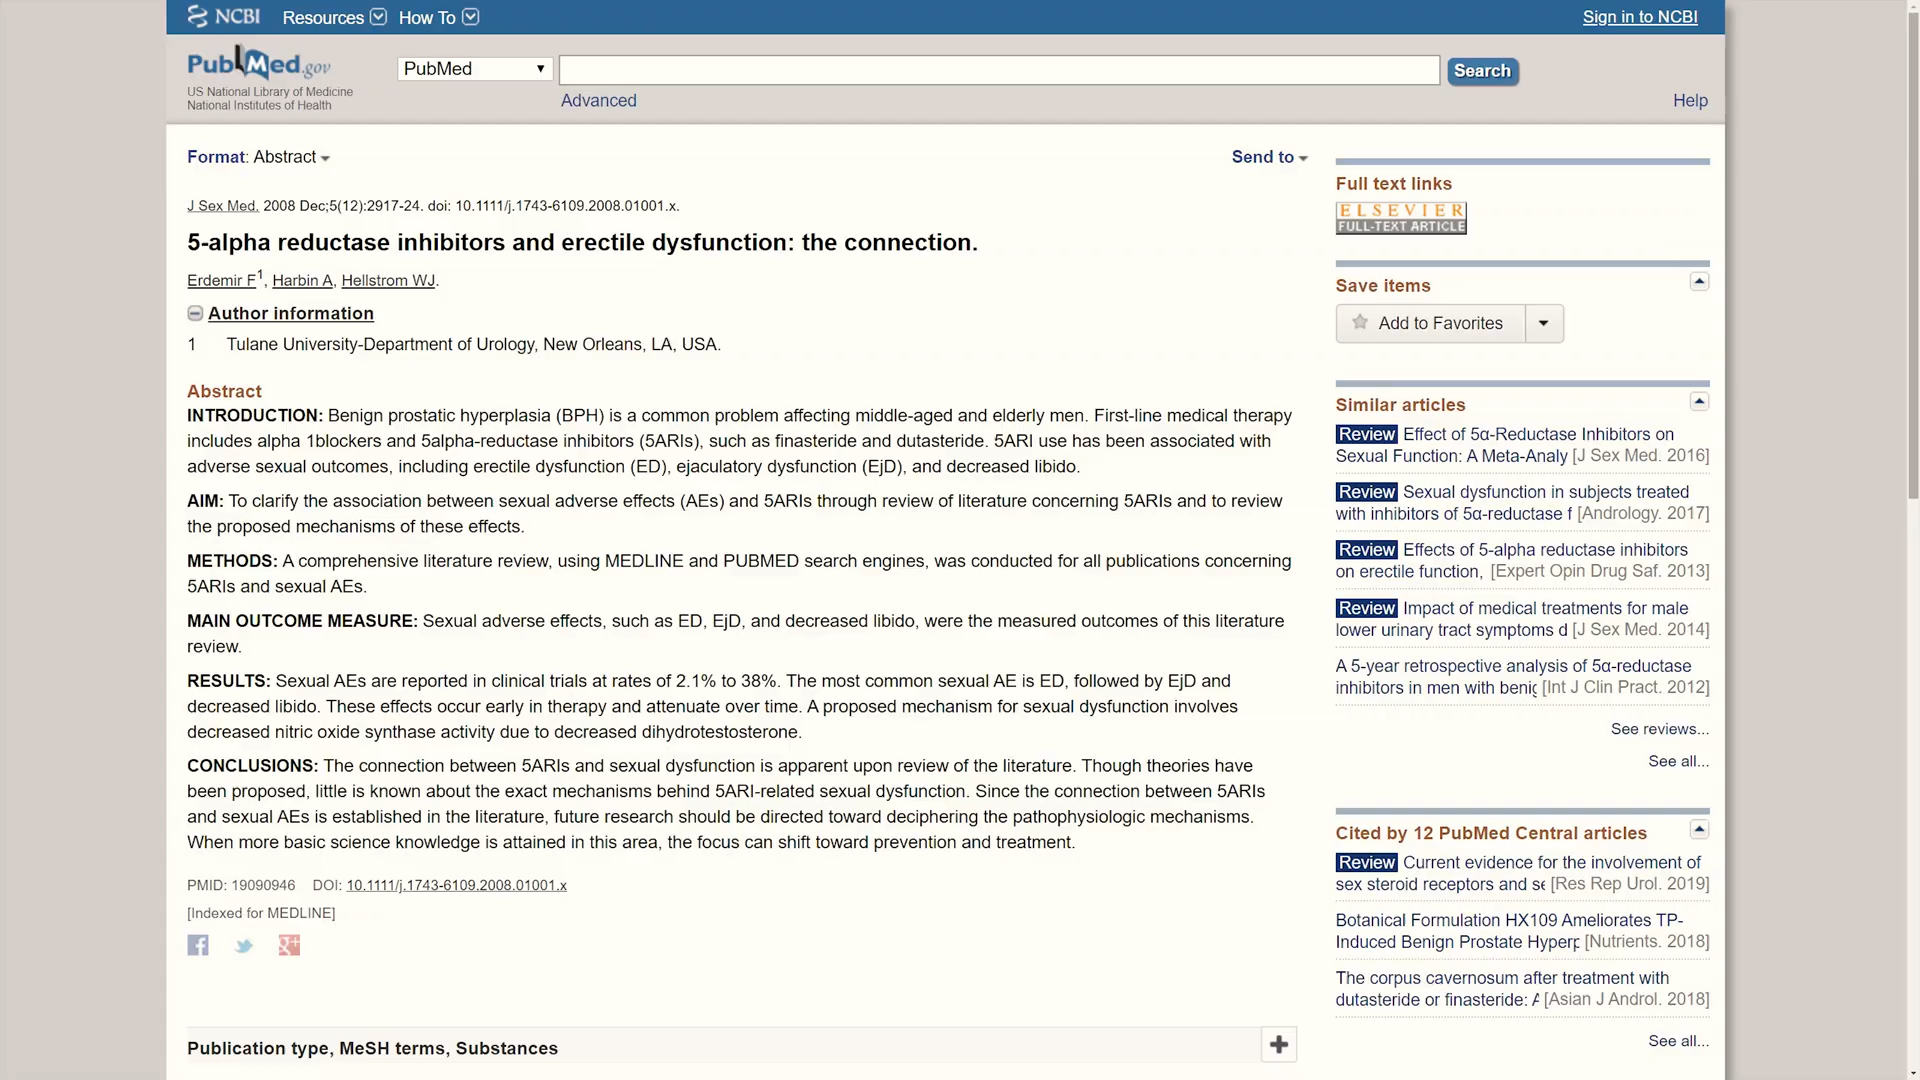 NCBI Resources How To Sign in to NCBI
PubMed.gov
US National Library of Medicine
National Institutes of Health
PubMed
Search
Advanced
Help
Format: Abstract
Send to
J Sex Med. 2008 Dec;5(12):2917-24. doi: 10.1111/j.1743-6109.2008.01001.x.
5-alpha reductase inhibitors and erectile dysfunction: the connection.
Erdemir F1, Harbin A, Hellstrom WJ.
Author information
1 Tulane University-Department of Urology, New Orleans, LA, USA.
Abstract
INTRODUCTION: Benign prostatic hyperplasia (BPH) is a common problem affecting middle-aged and elderly men. First-line medical therapy
includes alpha 1blockers and 5alpha-reductase inhibitors (5ARIs), such as finasteride and dutasteride. 5ARI use has been associated with
adverse sexual outcomes, including erectile dysfunction (ED), ejaculatory dysfunction (EjD), and decreased libido.
AIM: To clarify the association between sexual adverse effects (AEs) and 5ARIs through review of literature concerning 5ARIs and to review
the proposed mechanisms of these effects.
METHODS: A comprehensive literature review, using MEDLINE and PUBMED search engines, was conducted for all publications concerning
5ARIs and sexual AEs.
MAIN OUTCOME MEASURE: Sexual adverse effects, such as ED, EjD, and decreased libido, were the measured outcomes of this literature
review.
RESULTS: Sexual AEs are reported in clinical trials at rates of 2.1% to 38%. The most common sexual AE is ED, followed by EjD and
decreased libido. These effects occur early in therapy and attenuate over time. A proposed mechanism for sexual dysfunction involves
decreased nitric oxide synthase activity due to decreased dihydrotestosterone.
CONCLUSIONS: The connection between 5ARIs and sexual dysfunction is apparent upon review of the literature. Though theories have
been proposed, little is known about the exact mechanisms behind 5ARI-related sexual dysfunction. Since the connection between 5ARIs
and sexual AEs is established in the literature, future research should be directed toward deciphering the pathophysiologic mechanisms.
When more basic science knowledge is attained in this area, the focus can shift toward prevention and treatment.
PMID: 19090946 DOI: 10.1111/j.1743-6109.2008.01001.x
[Indexed for MEDLINE]
Publication type, MeSH terms, Substances
Full text links
ELSEVIER
FULL-TEXT ARTICLE
Save items
Add to Favorites
Similar articles
Review Effect of 5α-Reductase Inhibitors on
Sexual Function: A Meta-Analy [J Sex Med. 2016]
Review Sexual dysfunction in subjects treated
with inhibitors of 5α-reductase f [Andrology. 2017]
Review Effects of 5-alpha reductase inhibitors
on erectile function, [Expert Opin Drug Saf. 2013]
Review Impact of medical treatments for male
lower urinary tract symptoms d [J Sex Med. 2014]
A 5-year retrospective analysis of 5α-reductase
inhibitors in men with benig [Int J Clin Pract. 2012]
See reviews...
See all...
Cited by 12 PubMed Central articles
Review Current evidence for the involvement of
sex steroid receptors and se [Res Rep Urol. 2019]
Botanical Formulation HX109 Ameliorates TP-
Induced Benign Prostate Hyperp [Nutrients. 2018]
The corpus cavernosum after treatment with
dutasteride or finasteride: A [Asian J Androl. 2018]
See all...